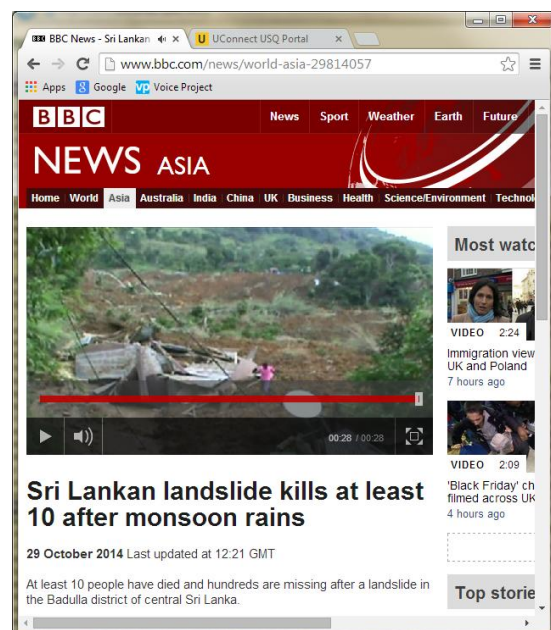 BBC News - Sri Lankan
UConnect USQ Portal
www.bbc.com/news/world-asia-29814057
Apps Google Voice Project
BBC News Sport Weather Earth Future
NEWS ASIA
Home World Asia Australia India China UK Business Health Science/Environment Technol
Most watc
VIDEO 2:24
Immigration view
UK and Poland
7 hours ago
00:28 / 00:28
VIDEO 2:09
'Black Friday' ch
filmed across UK
4 hours ago
Sri Lankan landslide kills at least
10 after monsoon rains
29 October 2014 Last updated at 12:21 GMT
At least 10 people have died and hundreds are missing after a landslide in
the Badulla district of central Sri Lanka.
Top storie